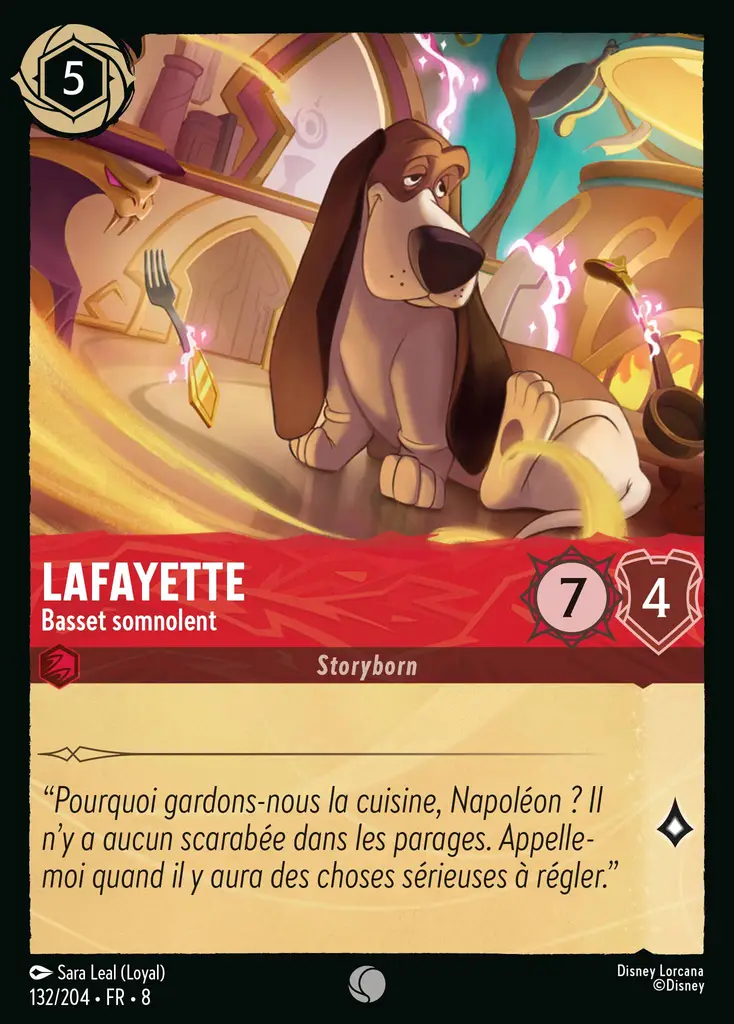 5
LAFAYETTE
Basset somnolent
7
4
Storyborn
“Pourquoi gardons-nous la cuisine, Napoléon ? Il
n’y a aucun scarabée dans les parages. Appelle-
moi quand il y aura des choses sérieuses à régler.”
Sara Leal (Loyal)
Disney Lorcana
132/204 • FR • 8
©Disney